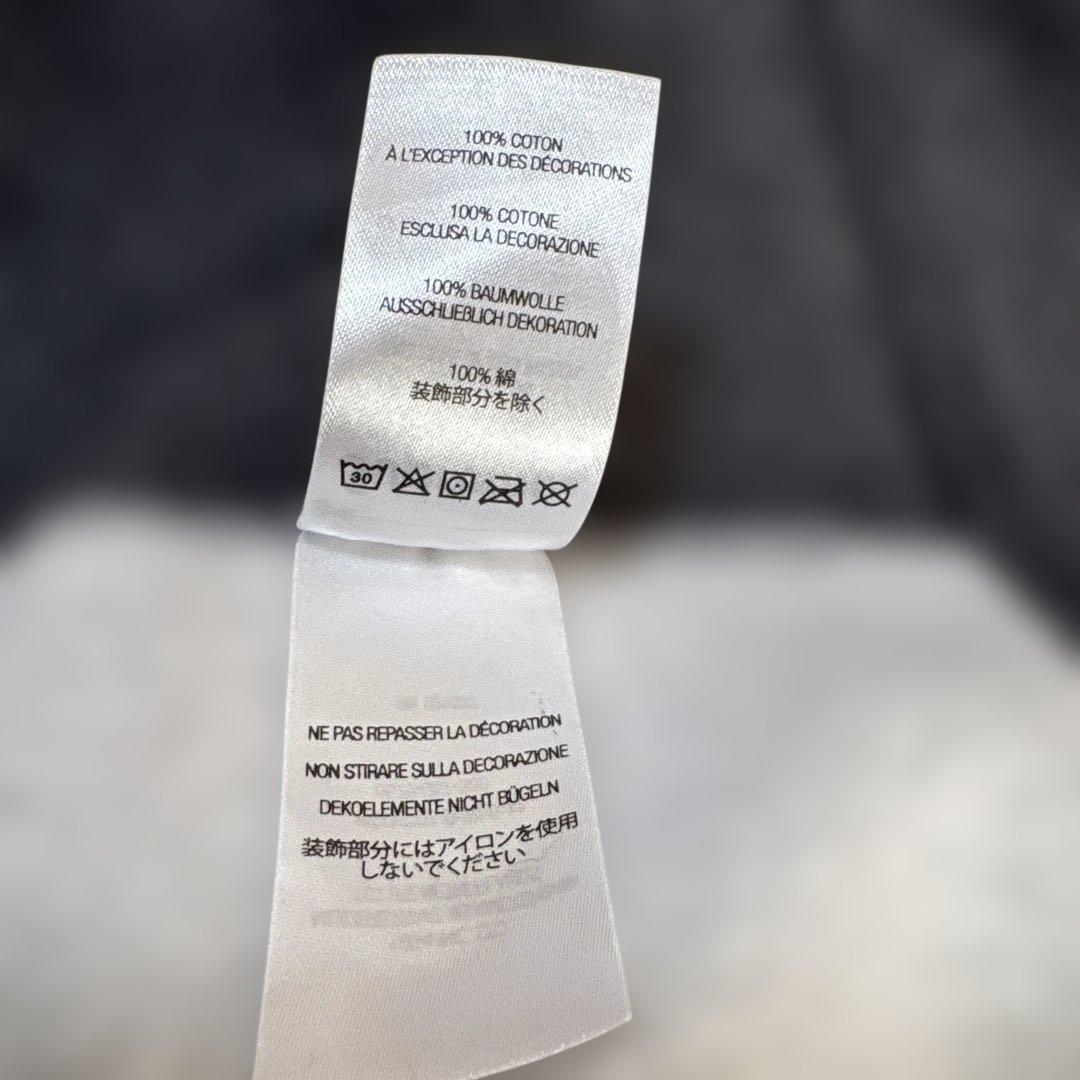 100% COTON
À L'EXCEPTION DES DÉCORATIONS
100% COTONE
ESCLUSA LA DECORAZIONE
100% BAUMWOLLE
AUSSCHLIEßLICH DEKORATION
100% 綿
装飾部分を除く
30
NE PAS REPASSER LA DÉCORATION
NON STIRARE SULLA DECORAZIONE
DEKOELEMENTE NICHT BÜGELN
装飾部分にはアイロンを使用
しないでください